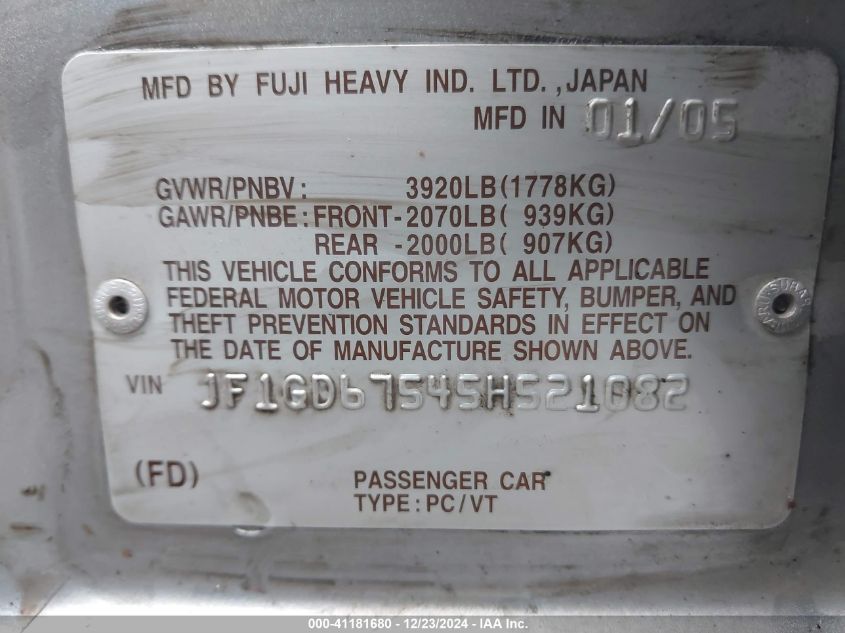 MFD BY FUJI HEAVY IND. LTD., JAPAN
MFD IN 01/05
GVWR/PNBV: 3920LB(1778KG)
GAWR/PNBE: FRONT-2070LB( 939KG)
REAR -2000LB( 907KG)
THIS VEHICLE CONFORMS TO ALL APPLICABLE
FEDERAL MOTOR VEHICLE SAFETY, BUMPER, AND
THEFT PREVENTION STANDARDS IN EFFECT ON
THE DATE OF MANUFACTURE SHOWN ABOVE.
VIN JF1GD67545H521082
(FD) PASSENGER CAR
TYPE: PC/VT
000-41181680 - 12/23/2024 - IAA Inc.